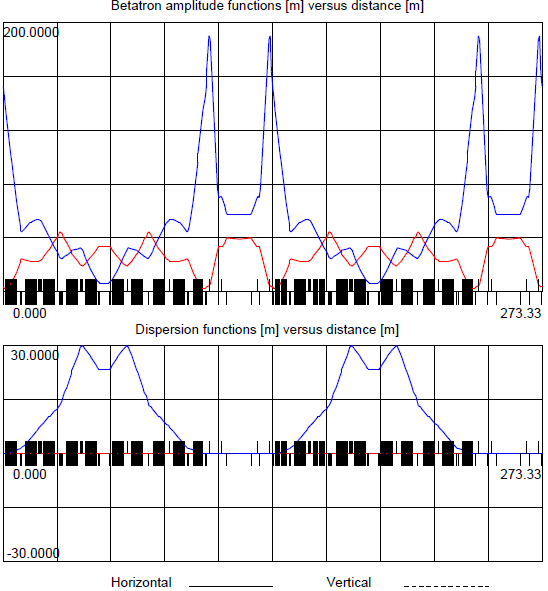 Betatron amplitude functions [m] versus distance [m]
200.0000
0.000 273.33
Dispersion functions [m] versus distance [m]
30.0000
0.000 273.33
-30.0000
Horizontal Vertical